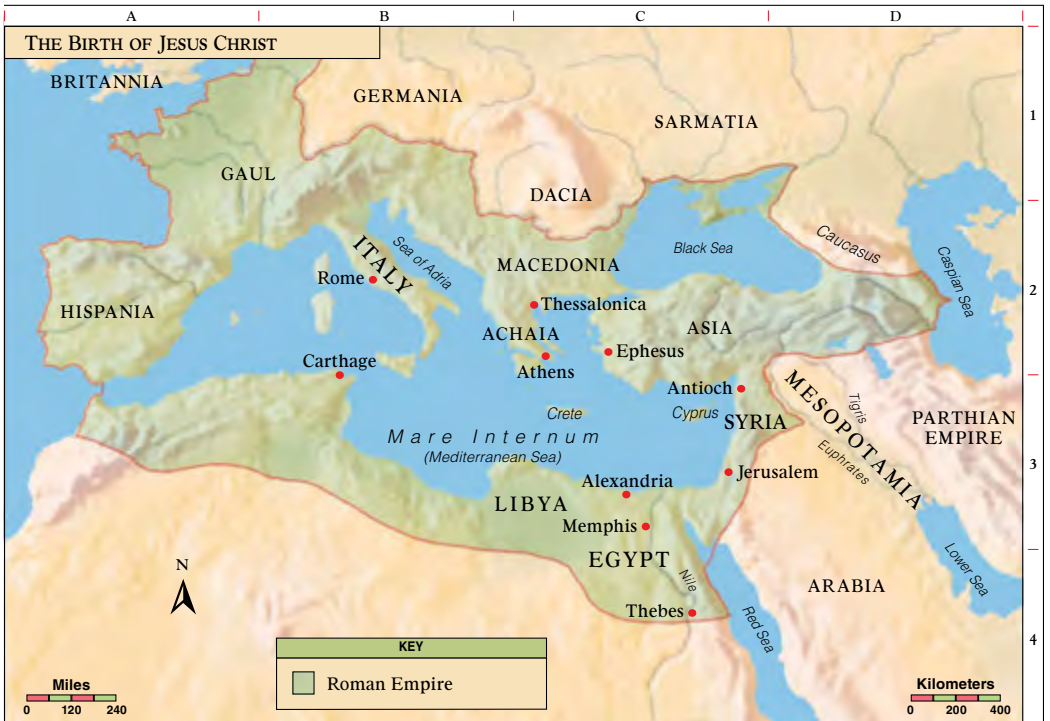 A B C D
THE BIRTH OF JESUS CHRIST
BRITANNIA
GERMANIA
1
SARMATIA
GAUL
DACIA
Caucasus
Black Sea
Sea of Adria
ITALY
MACEDONIA
Caspian Sea
Rome
2
HISPANIA
Thessalonica
ASIA
ACHAIA
Ephesus
Carthage
Athens
Antioch
MESOPOTAMIA
Tigris
Crete
Cyprus
SYRIA
PARTHIAN
EMPIRE
Mare Internum
(Mediterranean Sea)
Euphrates
3
Jerusalem
Alexandria
LIBYA
Memphis
EGYPT
Lower Sea
N
Nile
ARABIA
Thebes
Red Sea
4
KEY
Roman Empire
Miles
0 120 240
Kilometers
0 200 400